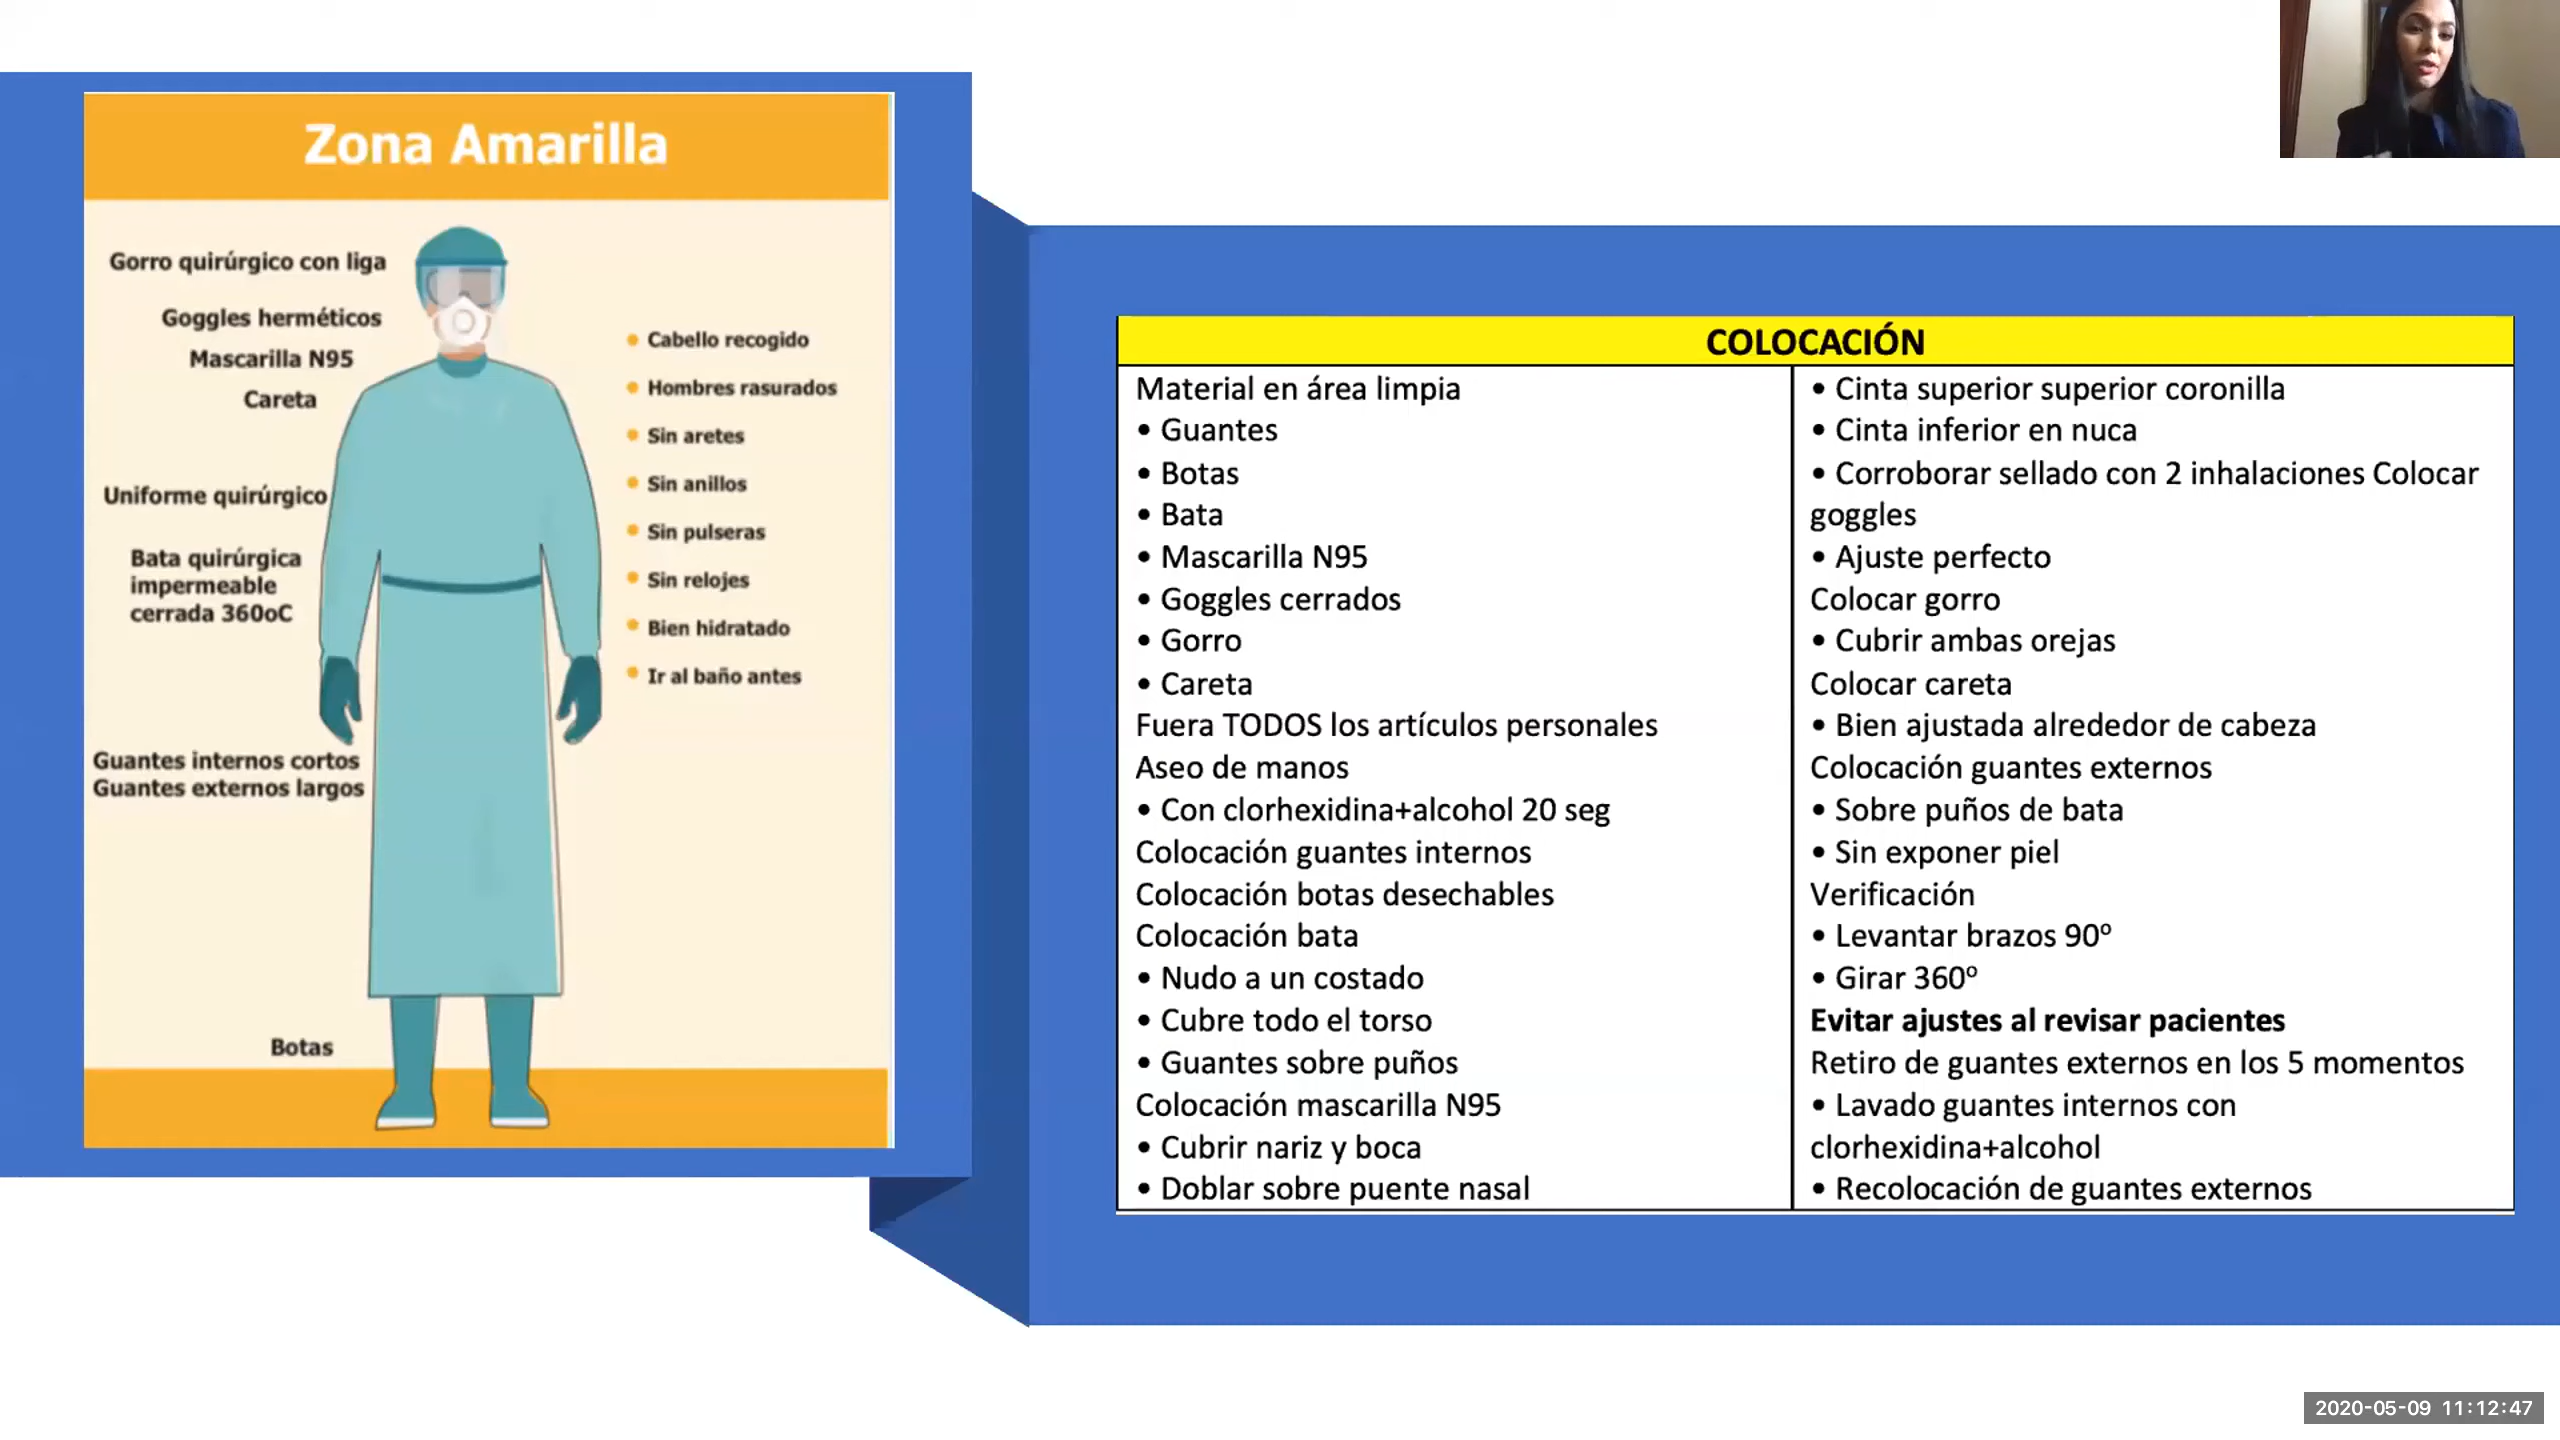 Zona Amarilla
Gorro quirúrgico con liga
Goggles herméticos
Mascarilla N95
Careta
Uniforme quirúrgico
Bata quirúrgica
impermeable
cerrada 360oC
Guantes internos cortos
Guantes externos largos
Botas
• Cabello recogido
• Hombres rasurados
• Sin aretes
• Sin anillos
• Sin pulseras
• Sin relojes
• Bien hidratado
• Ir al baño antes
COLOCACIÓN
Material en área limpia
• Guantes
• Botas
• Bata
• Mascarilla N95
• Goggles cerrados
• Gorro
• Careta
Fuera TODOS los artículos personales
Aseo de manos
• Con clorhexidina+alcohol 20 seg
Colocación guantes internos
Colocación botas desechables
Colocación bata
• Nudo a un costado
• Cubre todo el torso
• Guantes sobre puños
Colocación mascarilla N95
• Cubrir nariz y boca
• Doblar sobre puente nasal
• Cinta superior superior coronilla
• Cinta inferior en nuca
• Corroborar sellado con 2 inhalaciones Colocar
goggles
• Ajuste perfecto
Colocar gorro
• Cubrir ambas orejas
Colocar careta
• Bien ajustada alrededor de cabeza
Colocación guantes externos
• Sobre puños de bata
• Sin exponer piel
Verificación
• Levantar brazos 90º
• Girar 360º
Evitar ajustes al revisar pacientes
Retiro de guantes externos en los 5 momentos
• Lavado guantes internos con
clorhexidina+alcohol
• Recolocación de guantes externos
2020-05-09 11:12:47